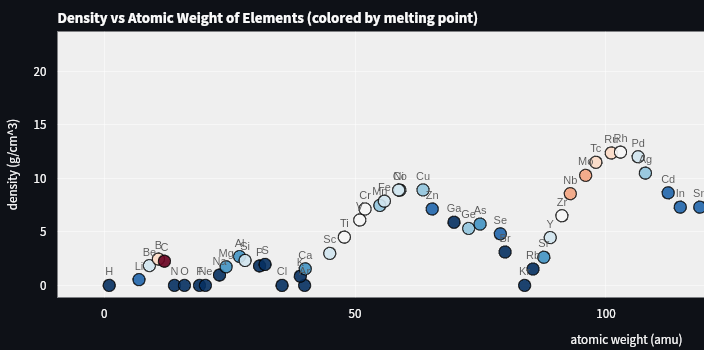 Density vs Atomic Weight of Elements (colored by melting point)
density (g/cm^3)
20
15
10
5
0
H
Li
Be
B
C
N
O
F
Ne
Mg
Al
Si
P
S
Cl
K
Ca
Sc
Ti
V
Cr
Mn
Fe
Co
Cu
Zn
Ga
Ge
As
Se
Br
Kr
Rb
Sr
Y
Zr
Nb
Mo
Tc
Ru
Rh
Pd
Ag
Cd
In
Sn
0
50
100
atomic weight (amu)